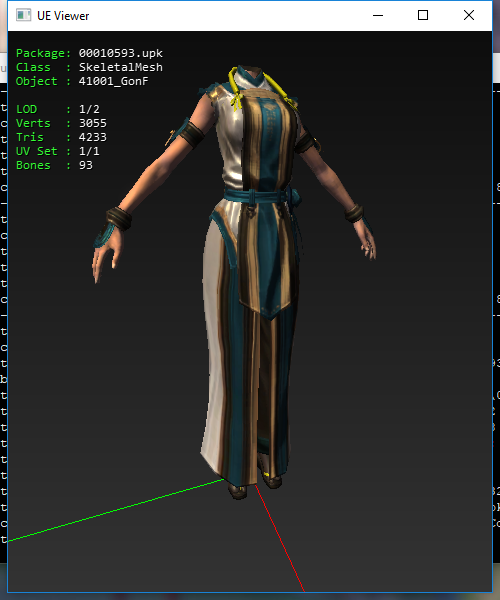 UE Viewer
Package: 00010593.upk
Class : SkeletalMesh
Object : 41001_GonF
LOD : 1/2
Verts : 3055
Tris : 4233
UV Set : 1/1
Bones : 93